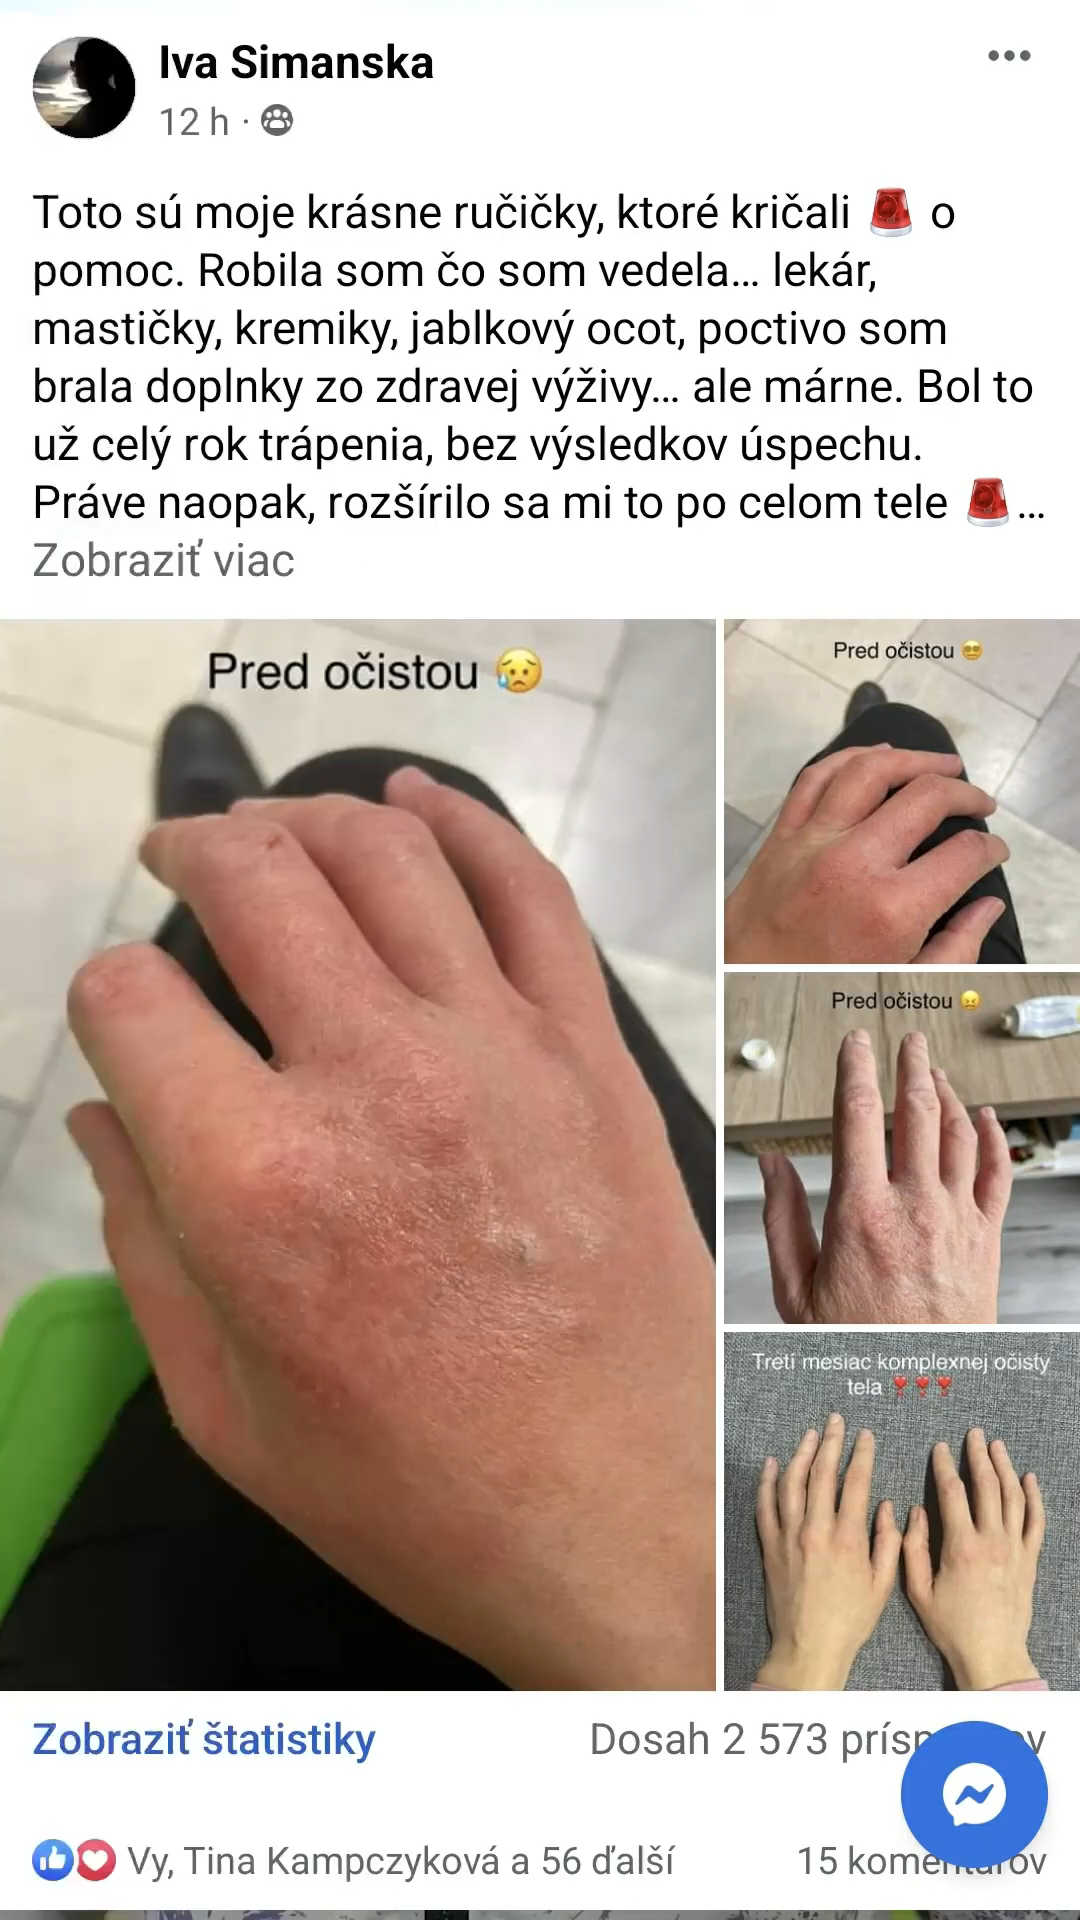 Iva Simanska
12 h ·
Toto sú moje krásne ručičky, ktoré kričali 🚨 o
pomoc. Robila som čo som vedela... lekár,
mastičky, kremiky, jablkový ocot, poctivo som
brala doplnky zo zdravej výživy... ale márne. Bol to
už celý rok trápenia, bez výsledkov úspechu.
Práve naopak, rozšírilo sa mi to po celom tele 🚨...
Zobraziť viac
Pred očistou 😥
Pred očistou 😵‍💫
Pred očistou 😖
Tretí mesiac komplexnej očisty
tela ❣️❣️❣️
Zobraziť štatistiky
Dosah 2 573
Vy, Tina Kampczyková a 56 ďalší
15 komentárov